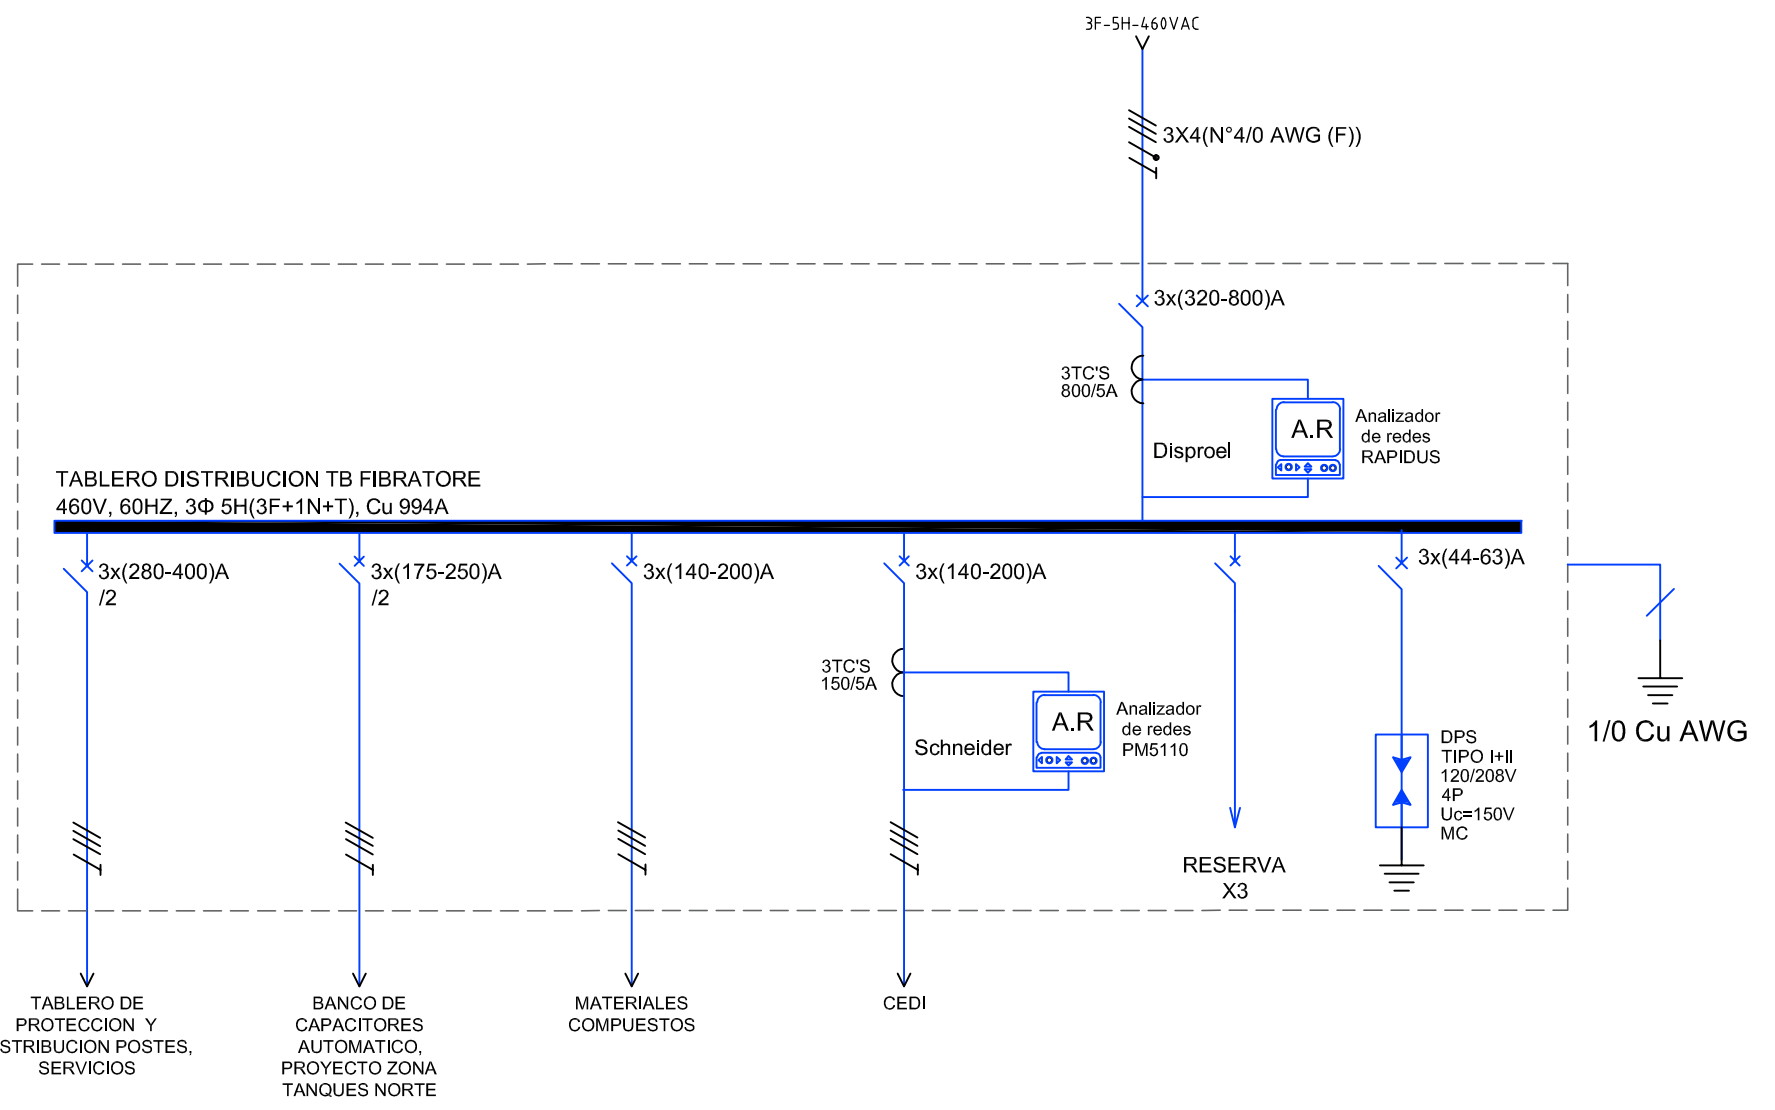 3F-5H-460VAC
3X4(N°4/0 AWG (F))
3x(320-800)A
3TC'S
800/5A
A.R
Analizador
de redes
RAPIDUS
Disproel
TABLERO DISTRIBUCION TB FIBRATORE
460V, 60HZ, 3Φ 5H(3F+1N+T), Cu 994A
3x(280-400)A
/2
3x(175-250)A
/2
3x(140-200)A
3x(140-200)A
3x(44-63)A
3TC'S
150/5A
A.R
Analizador
de redes
PM5110
Schneider
1/0 Cu AWG
DPS
TIPO I+II
120/208V
4P
Uc=150V
MC
RESERVA
X3
TABLERO DE
PROTECCION Y
STRIBUCION POSTES,
SERVICIOS
BANCO DE
CAPACITORES
AUTOMATICO,
PROYECTO ZONA
TANQUES NORTE
MATERIALES
COMPUESTOS
CEDI